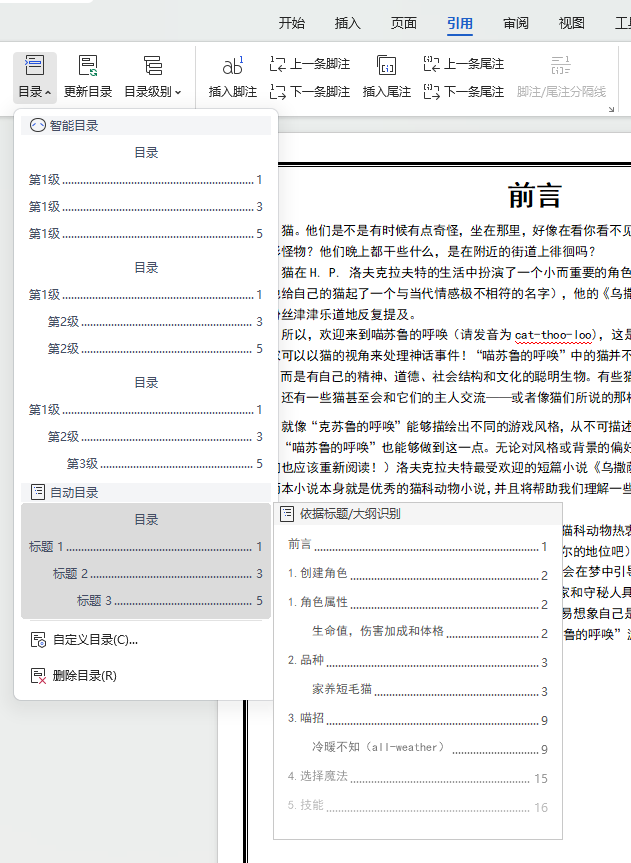 开始 插入 页面 引用 审阅 视图
目录 更新目录 目录级别 ab1 插入脚注 上一条脚注 下一条脚注 插入尾注 上一条尾注 下一条尾注 脚注/尾注分隔线
智能目录
目录
第1级 1
第1级 3
第1级 5
目录
第1级 1
第2级 3
第2级 5
目录
第1级 1
第2级 3
第3级 5
自动目录
目录
标题 1 1
标题 2 3
标题 3 5
自定义目录(C)...
删除目录(R)
前言
猫。他们是不是有时候有点奇怪，坐在那里，好像在看你看不见
怪物？他们晚上都干些什么，是在附近的街道上徘徊吗？
猫在 H. P. 洛夫克拉夫特的生活中扮演了一个小而重要的角色
给自己的猫起了一个与当代情感极不相符的名字），他的《乌撒
丝津津乐道地反复提及。
所以，欢迎来到喵苏鲁的呼唤（请发音为 cat-thoo-loo)，这是
可以以猫的视角来处理神话事件！“喵苏鲁的呼唤”中的猫并不
而是有自己的精神、道德、社会结构和文化的聪明生物。有些猫
还有一些猫甚至会和它们的主人交流——或者像猫们所说的那样
就像“克苏鲁的呼唤”能够描绘出不同的游戏风格，从不可描述
“喵苏鲁的呼唤”也能够做到这一点。无论对风格或背景的偏好
也应该重新阅读！）洛夫克拉夫特最受欢迎的短篇小说《乌撒
本小说本身就是优秀的猫科动物小说，并且将帮助我们理解一些
猫科动物热衷
尔的地位吧）
会在梦中引导
家和守秘人具
易想象自己是
鲁的呼唤”游
依据标题/大纲识别
前言 1
1. 创建角色 2
1. 角色属性 2
生命值，伤害加成和体格 2
2. 品种 3
家养短毛猫 3
3. 喵招 9
冷暖不知（all-weather） 9
4. 选择魔法 15
5. 技能 16